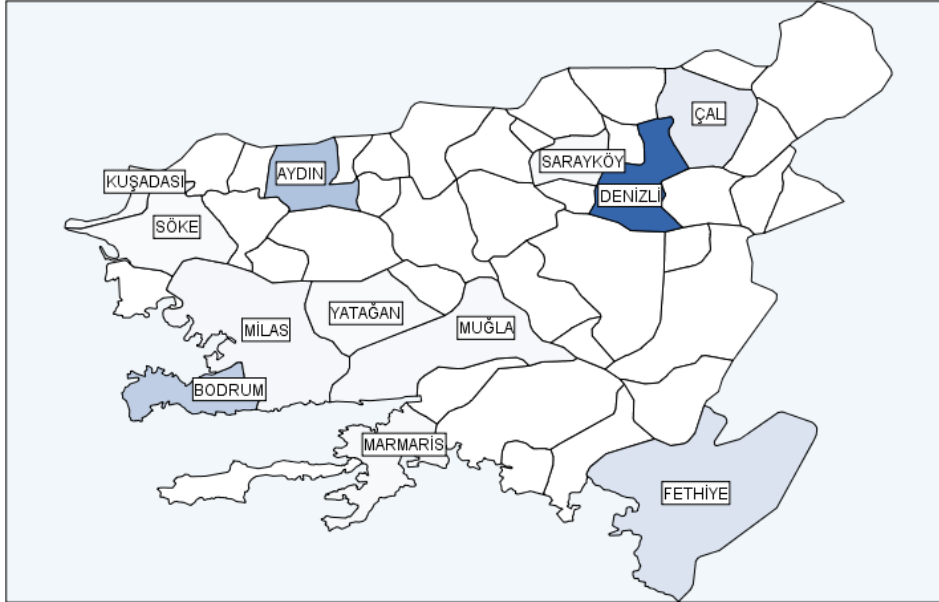 ÇAL
SARAYKÖY
AYDIN
KUŞADASI
DENİZLİ
SÖKE
YATAĞAN
MİLAS
MUĞLA
BODRUM
MARMARİS
FETHİYE